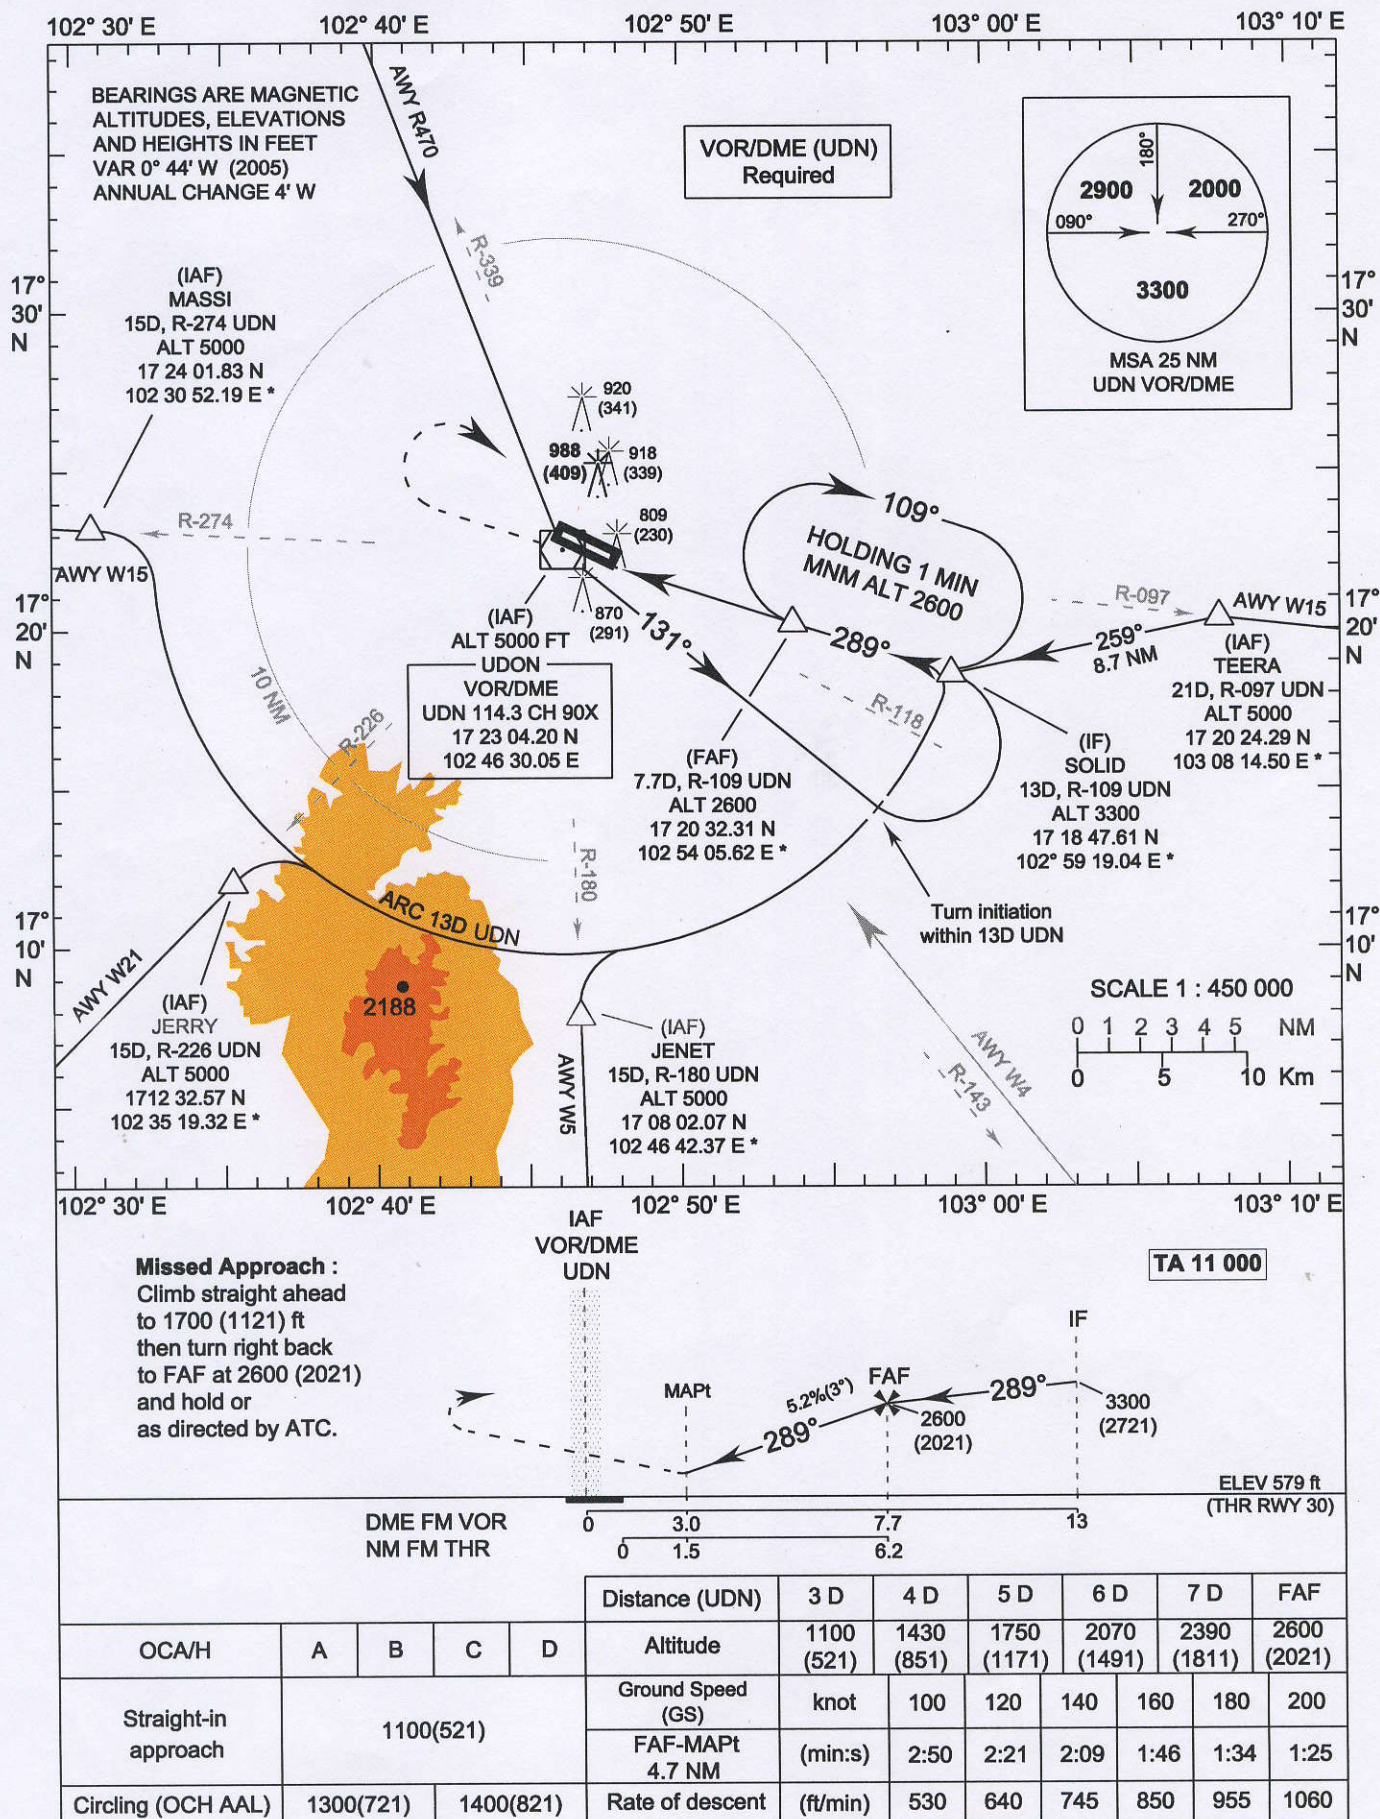 102° 30' E
102° 40' E
102° 50' E
103° 00' E
103° 10' E
BEARINGS ARE MAGNETIC
ALTITUDES, ELEVATIONS
AND HEIGHTS IN FEET
VAR 0° 44' W (2005)
ANNUAL CHANGE 4' W
AWY R470
VOR/DME (UDN)
Required
180°
2900
2000
090°
270°
3300
MSA 25 NM
UDN VOR/DME
R-339
17°
30'
N
17°
30'
N
(IAF)
MASSI
15D, R-274 UDN
ALT 5000
17 24 01.83 N
102 30 52.19 E *
920
(341)
988
(409)
918
(339)
809
(230)
109°
HOLDING 1 MIN
MNM ALT 2600
R-274
AWY W15
870
(291)
131°
289°
R-097
AWY W15
259°
8.7 NM
17°
20'
N
17°
20'
N
(IAF)
ALT 5000 FT
UDON
VOR/DME
UDN 114.3 CH 90X
17 23 04.20 N
102 46 30.05 E
(IAF)
TEERA
21D, R-097 UDN
ALT 5000
17 20 24.29 N
103 08 14.50 E *
10 NM
R-226
R-118
(FAF)
7.7D, R-109 UDN
ALT 2600
17 20 32.31 N
102 54 05.62 E *
(IF)
SOLID
13D, R-109 UDN
ALT 3300
17 18 47.61 N
102° 59 19.04 E *
R-180
ARC 13D UDN
Turn initiation
within 13D UDN
17°
10'
N
17°
10'
N
AWY W21
2188
(IAF)
JERRY
15D, R-226 UDN
ALT 5000
1712 32.57 N
102 35 19.32 E *
AWY W5
(IAF)
JENET
15D, R-180 UDN
ALT 5000
17 08 02.07 N
102 46 42.37 E *
AWY W4
R-143
SCALE 1 : 450 000
0 1 2 3 4 5 NM
0 5 10 Km
102° 30' E
102° 40' E
102° 50' E
103° 00' E
103° 10' E
Missed Approach :
Climb straight ahead
to 1700 (1121) ft
then turn right back
to FAF at 2600 (2021)
and hold or
as directed by ATC.
IAF
VOR/DME
UDN
TA 11 000
MAPt
5.2%(3°)
289°
FAF
2600
(2021)
289°
IF
3300
(2721)
ELEV 579 ft
(THR RWY 30)
DME FM VOR 0 3.0 7.7 13
NM FM THR 0 1.5 6.2
Distance (UDN) 3 D 4 D 5 D 6 D 7 D FAF
OCA/H A B C D
Altitude 1100 1430 1750 2070 2390 2600
(521) (851) (1171) (1491) (1811) (2021)
Straight-in
approach
1100(521)
Ground Speed
(GS)
knot 100 120 140 160 180 200
FAF-MAPt
4.7 NM
(min:s) 2:50 2:21 2:09 1:46 1:34 1:25
Circling (OCH AAL) 1300(721) 1400(821)
Rate of descent (ft/min) 530 640 745 850 955 1060